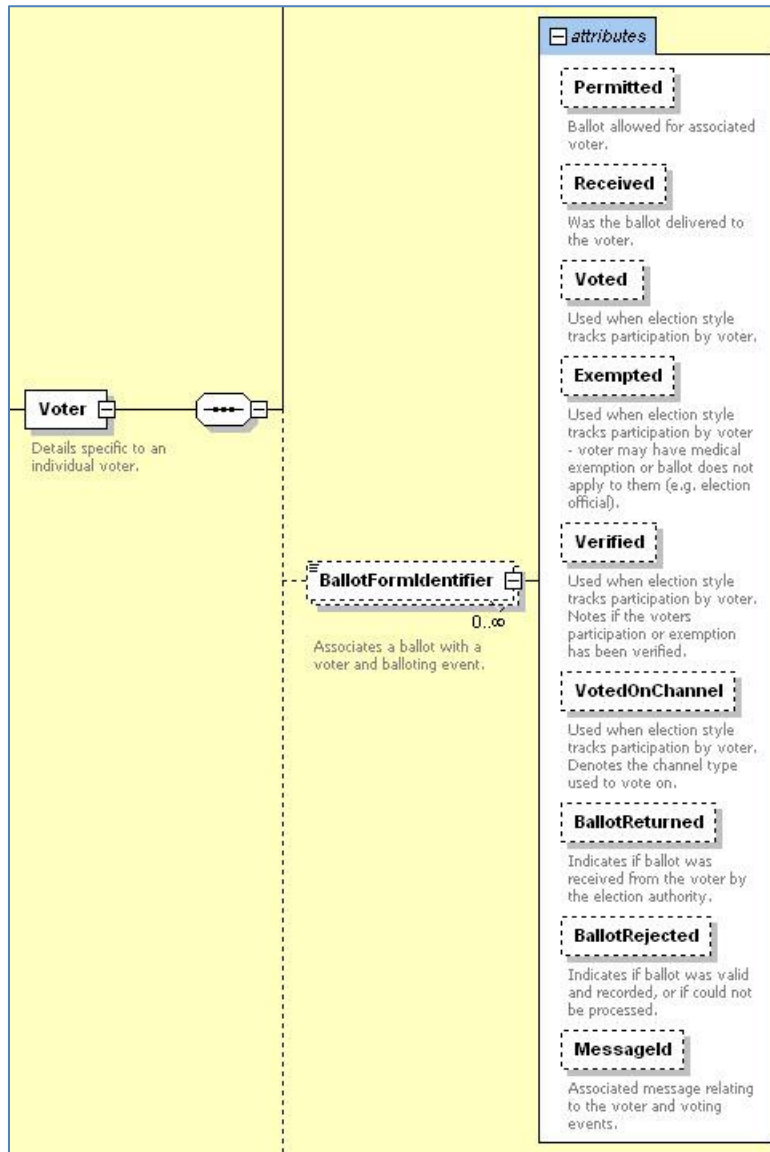 attributes
Permitted
Ballot allowed for associated
voter.
Received
Was the ballot delivered to
the voter.
Voted
Used when election style
tracks participation by voter.
Exempted
Used when election style
tracks participation by voter
- voter may have medical
exemption or ballot does not
apply to them (e.g. election
official).
Voter
Details specific to an
individual voter.
BallotFormIdentifier
0..∞
Associates a ballot with a
voter and balloting event.
Verified
Used when election style
tracks participation by voter.
Notes if the voters
participation or exemption
has been verified.
VotedOnChannel
Used when election style
tracks participation by voter.
Denotes the channel type
used to vote on.
BallotReturned
Indicates if ballot was
received from the voter by
the election authority.
BallotRejected
Indicates if ballot was valid
and recorded, or if could not
be processed.
MessageId
Associated message relating
to the voter and voting
events.